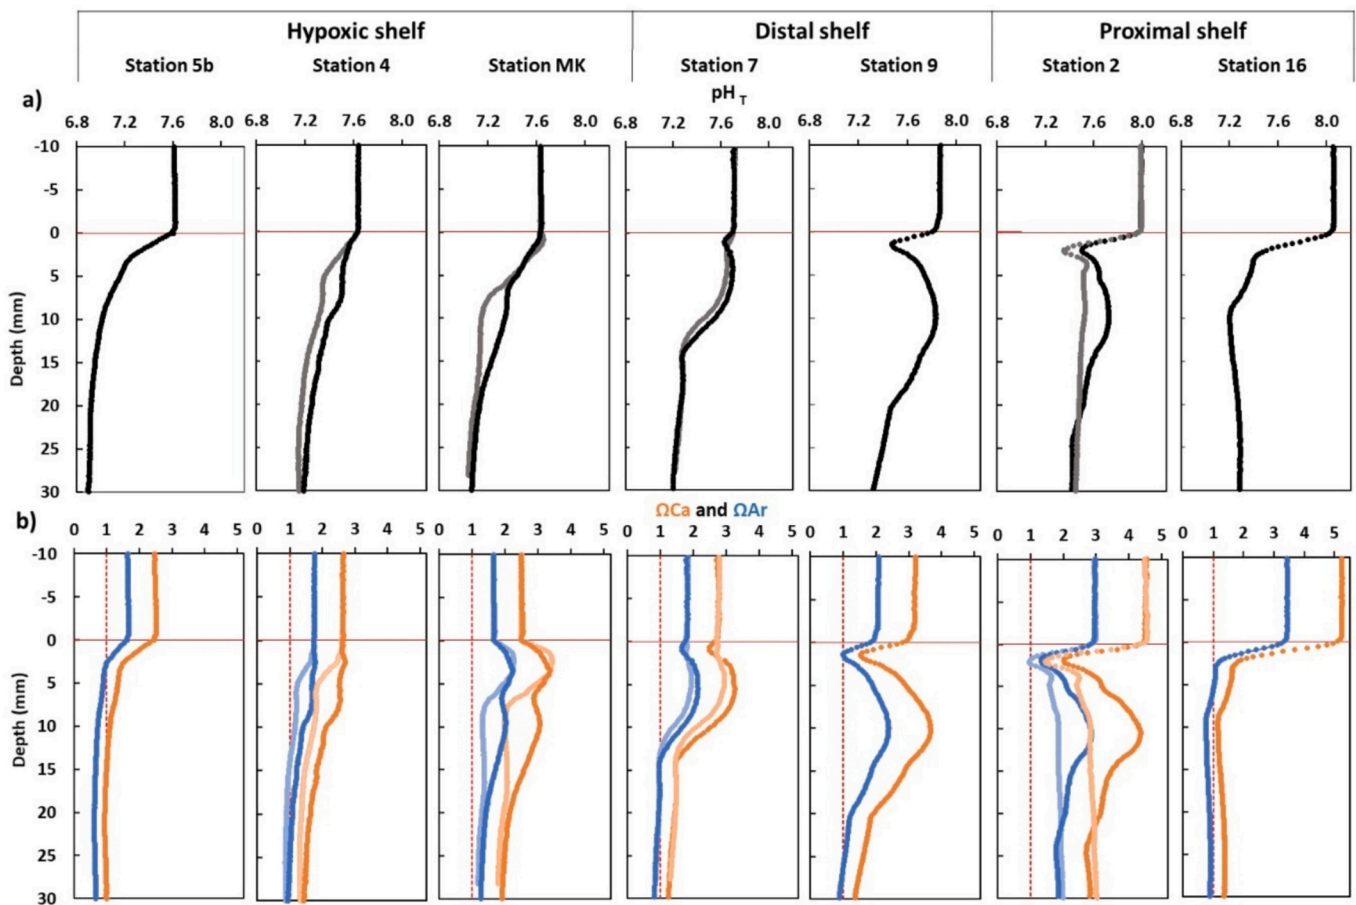 Hypoxic shelf Distal shelf Proximal shelf
Station 5b Station 4 Station MK Station 7 Station 9 Station 2 Station 16
a) pH T
6.8 7.2 7.6 8.0 6.8 7.2 7.6 8.0 6.8 7.2 7.6 8.0 6.8 7.2 7.6 8.0 6.8 7.2 7.6 8.0 6.8 7.2 7.6 8.0 6.8 7.2 7.6 8.0
-10
-5
0
5
10
15
20
25
30
Depth (mm)
b) ΩCa and ΩAr
0 1 2 3 4 5 0 1 2 3 4 5 0 1 2 3 4 5 0 1 2 3 4 5 0 1 2 3 4 5 0 1 2 3 4 5 0 1 2 3 4 5
-10
-5
0
5
10
15
20
25
30
Depth (mm)